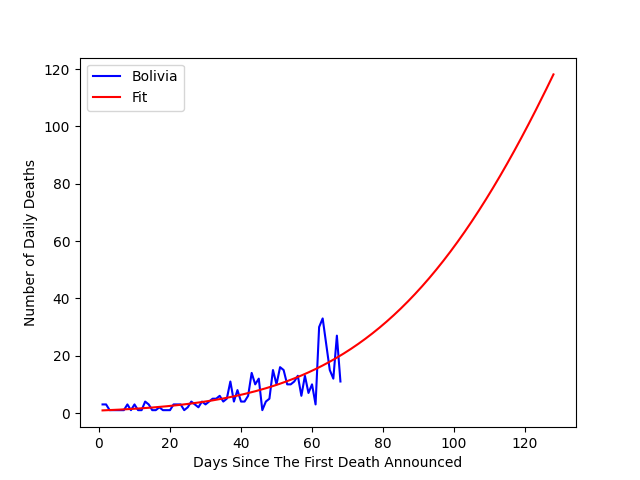 Bolivia
Fit
Number of Daily Deaths
120
100
80
60
40
20
0
0 20 40 60 80 100 120
Days Since The First Death Announced